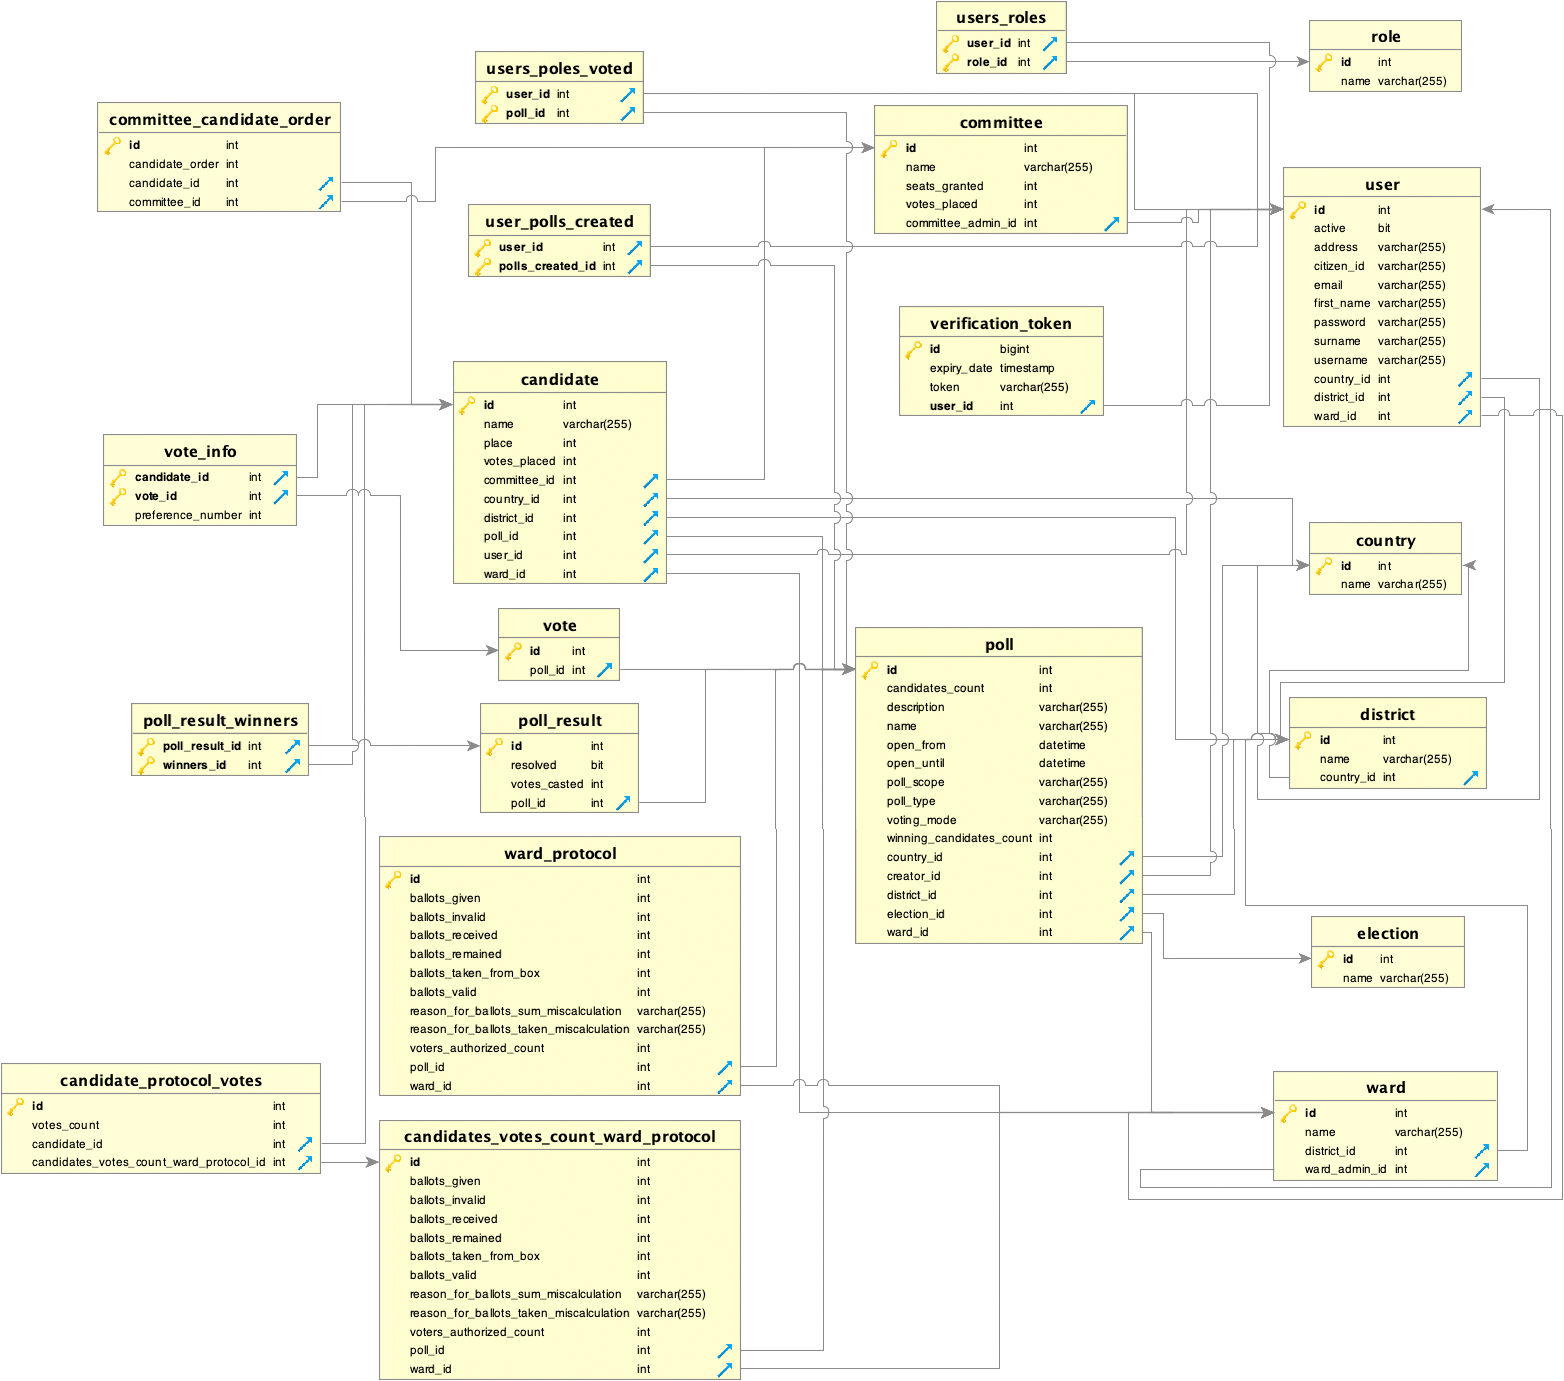 users_roles
user_id int
role_id int
role
id int
name varchar(255)
users_poles_voted
user_id int
poll_id int
committee_candidate_order
id int
candidate_order int
candidate_id int
committee_id int
committee
id int
name varchar(255)
seats_granted int
votes_placed int
committee_admin_id int
user
id int
active bit
address varchar(255)
citizen_id varchar(255)
email varchar(255)
first_name varchar(255)
password varchar(255)
surname varchar(255)
username varchar(255)
country_id int
district_id int
ward_id int
user_polls_created
user_id int
polls_created_id int
verification_token
id bigint
expiry_date timestamp
token varchar(255)
user_id int
candidate
id int
name varchar(255)
place int
votes_placed int
committee_id int
country_id int
district_id int
poll_id int
user_id int
ward_id int
vote_info
candidate_id int
vote_id int
preference_number int
country
id int
name varchar(255)
vote
id int
poll_id int
poll
id int
candidates_count int
description varchar(255)
name varchar(255)
open_from datetime
open_until datetime
poll_scope varchar(255)
poll_type varchar(255)
voting_mode varchar(255)
winning_candidates_count int
country_id int
creator_id int
district_id int
election_id int
ward_id int
poll_result_winners
poll_result_id int
winners_id int
poll_result
id int
resolved bit
votes_casted int
poll_id int
district
id int
name varchar(255)
country_id int
ward_protocol
id int
ballots_given int
ballots_invalid int
ballots_received int
ballots_remained int
ballots_taken_from_box int
ballots_valid int
reason_for_ballots_sum_miscalculation varchar(255)
reason_for_ballots_taken_miscalculation varchar(255)
voters_authorized_count int
poll_id int
ward_id int
election
id int
name varchar(255)
candidate_protocol_votes
id int
votes_count int
candidate_id int
candidates_votes_count_ward_protocol_id int
ward
id int
name varchar(255)
district_id int
ward_admin_id int
candidates_votes_count_ward_protocol
id int
ballots_given int
ballots_invalid int
ballots_received int
ballots_remained int
ballots_taken_from_box int
ballots_valid int
reason_for_ballots_sum_miscalculation varchar(255)
reason_for_ballots_taken_miscalculation varchar(255)
voters_authorized_count int
poll_id int
ward_id int